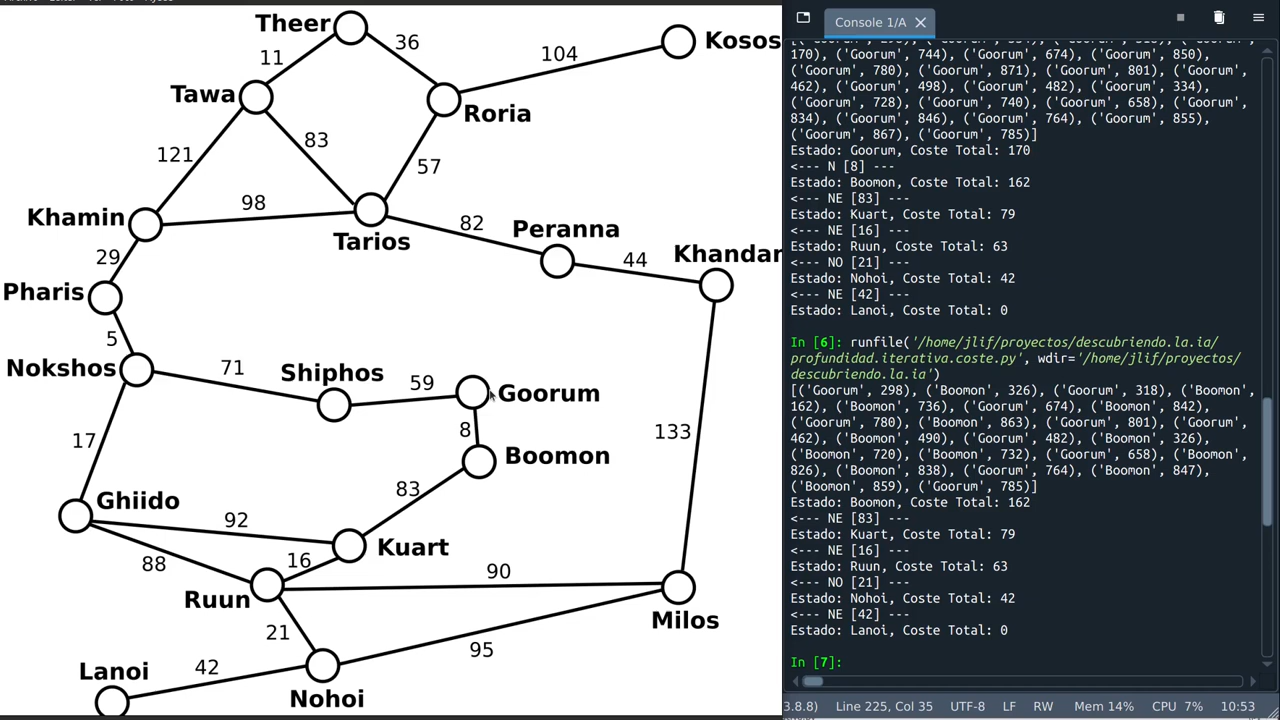 Theer
36
Kosos
104
11
Tawa
Roria
83
121
57
98
Khamin
82
Peranna
Tarios
Khandar
29
44
Pharis
5
Nokshos
71
Shiphos
59
Goorum
8
133
17
Boomon
83
Ghiido
92
Kuart
88
16
90
Ruun
Milos
21
95
Lanoi
42
Nohoi
Console 1/A
170), ('Goorum', 744), ('Goorum', 674), ('Goorum', 850),
('Goorum', 780), ('Goorum', 871), ('Goorum', 801), ('Goorum',
462), ('Goorum', 498), ('Goorum', 482), ('Goorum', 334),
('Goorum', 728), ('Goorum', 740), ('Goorum', 658), ('Goorum',
834), ('Goorum', 846), ('Goorum', 764), ('Goorum', 855),
('Goorum', 867), ('Goorum', 785)]
Estado: Goorum, Coste Total: 170
<--- N [8] ---
Estado: Boomon, Coste Total: 162
<--- NE [83] ---
Estado: Kuart, Coste Total: 79
<--- NE [16] ---
Estado: Ruun, Coste Total: 63
<--- NO [21] ---
Estado: Nohoi, Coste Total: 42
<--- NE [42] ---
Estado: Lanoi, Coste Total: 0
In [6]: runfile('/home/jlif/proyectos/descubriendo.la.ia/
profundidad.iterativa.coste.py', wdir='/home/jlif/proyectos/
descubriendo.la.ia')
[('Goorum', 298), ('Boomon', 326), ('Goorum', 318), ('Boomon',
162), ('Boomon', 736), ('Goorum', 674), ('Boomon', 842),
('Goorum', 780), ('Boomon', 863), ('Goorum', 801), ('Goorum',
462), ('Boomon', 490), ('Goorum', 482), ('Boomon', 326),
('Boomon', 720), ('Boomon', 732), ('Goorum', 658), ('Boomon',
826), ('Boomon', 838), ('Goorum', 764), ('Boomon', 847),
('Boomon', 859), ('Goorum', 785)]
Estado: Boomon, Coste Total: 162
<--- NE [83] ---
Estado: Kuart, Coste Total: 79
<--- NE [16] ---
Estado: Ruun, Coste Total: 63
<--- NO [21] ---
Estado: Nohoi, Coste Total: 42
<--- NE [42] ---
Estado: Lanoi, Coste Total: 0
In [7]:
3.8.8) Line 225, Col 35 UTF-8 LF RW Mem 14% CPU 7% 10:53